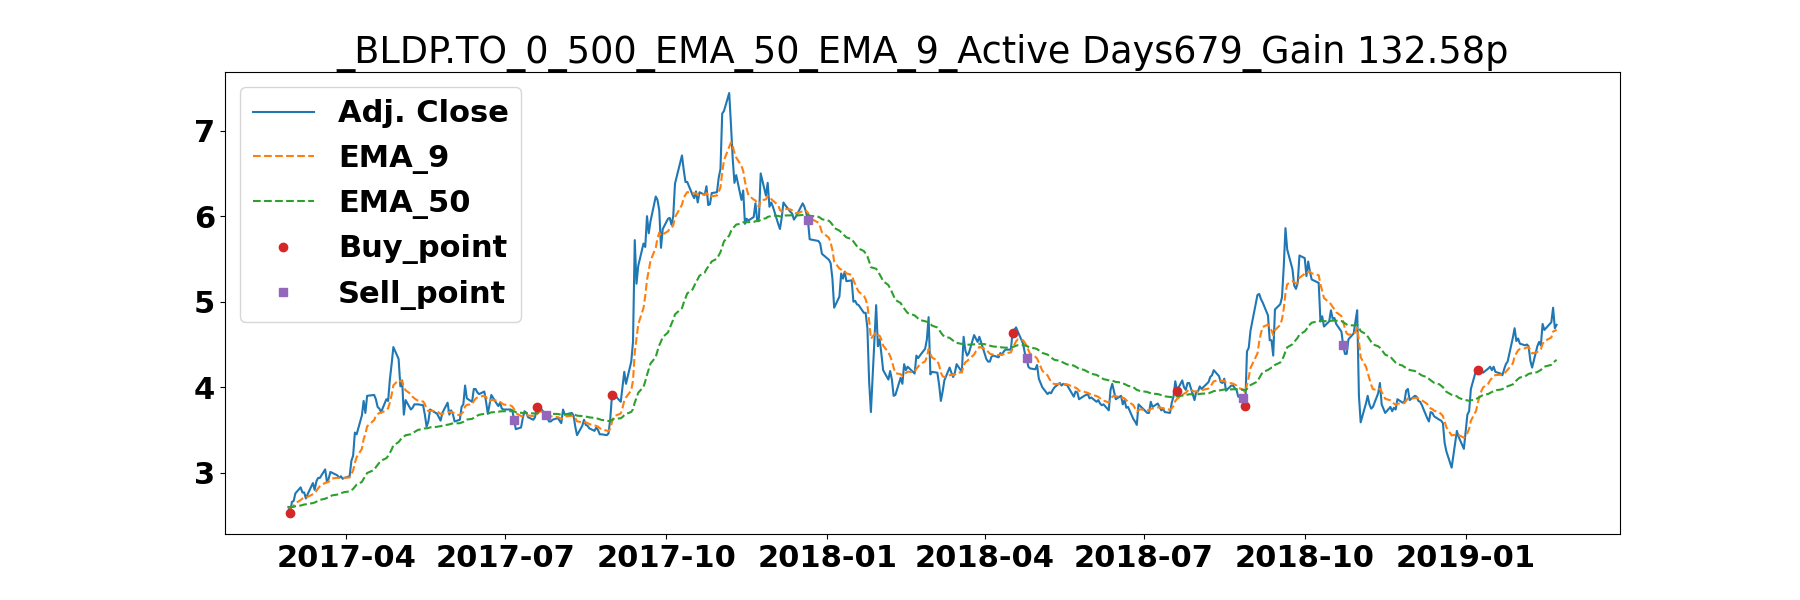 _BLDP.TO_0_500_EMA_50_EMA_9_Active Days679_Gain 132.58p
Adj. Close
EMA_9
EMA_50
Buy_point
Sell_point
7
6
5
4
3
2017-04 2017-07 2017-10 2018-01 2018-04 2018-07 2018-10 2019-01